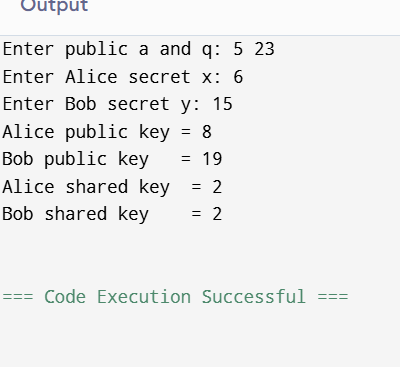 Output
Enter public a and q: 5 23
Enter Alice secret x: 6
Enter Bob secret y: 15
Alice public key = 8
Bob public key   = 19
Alice shared key  = 2
Bob shared key    = 2
=== Code Execution Successful ===